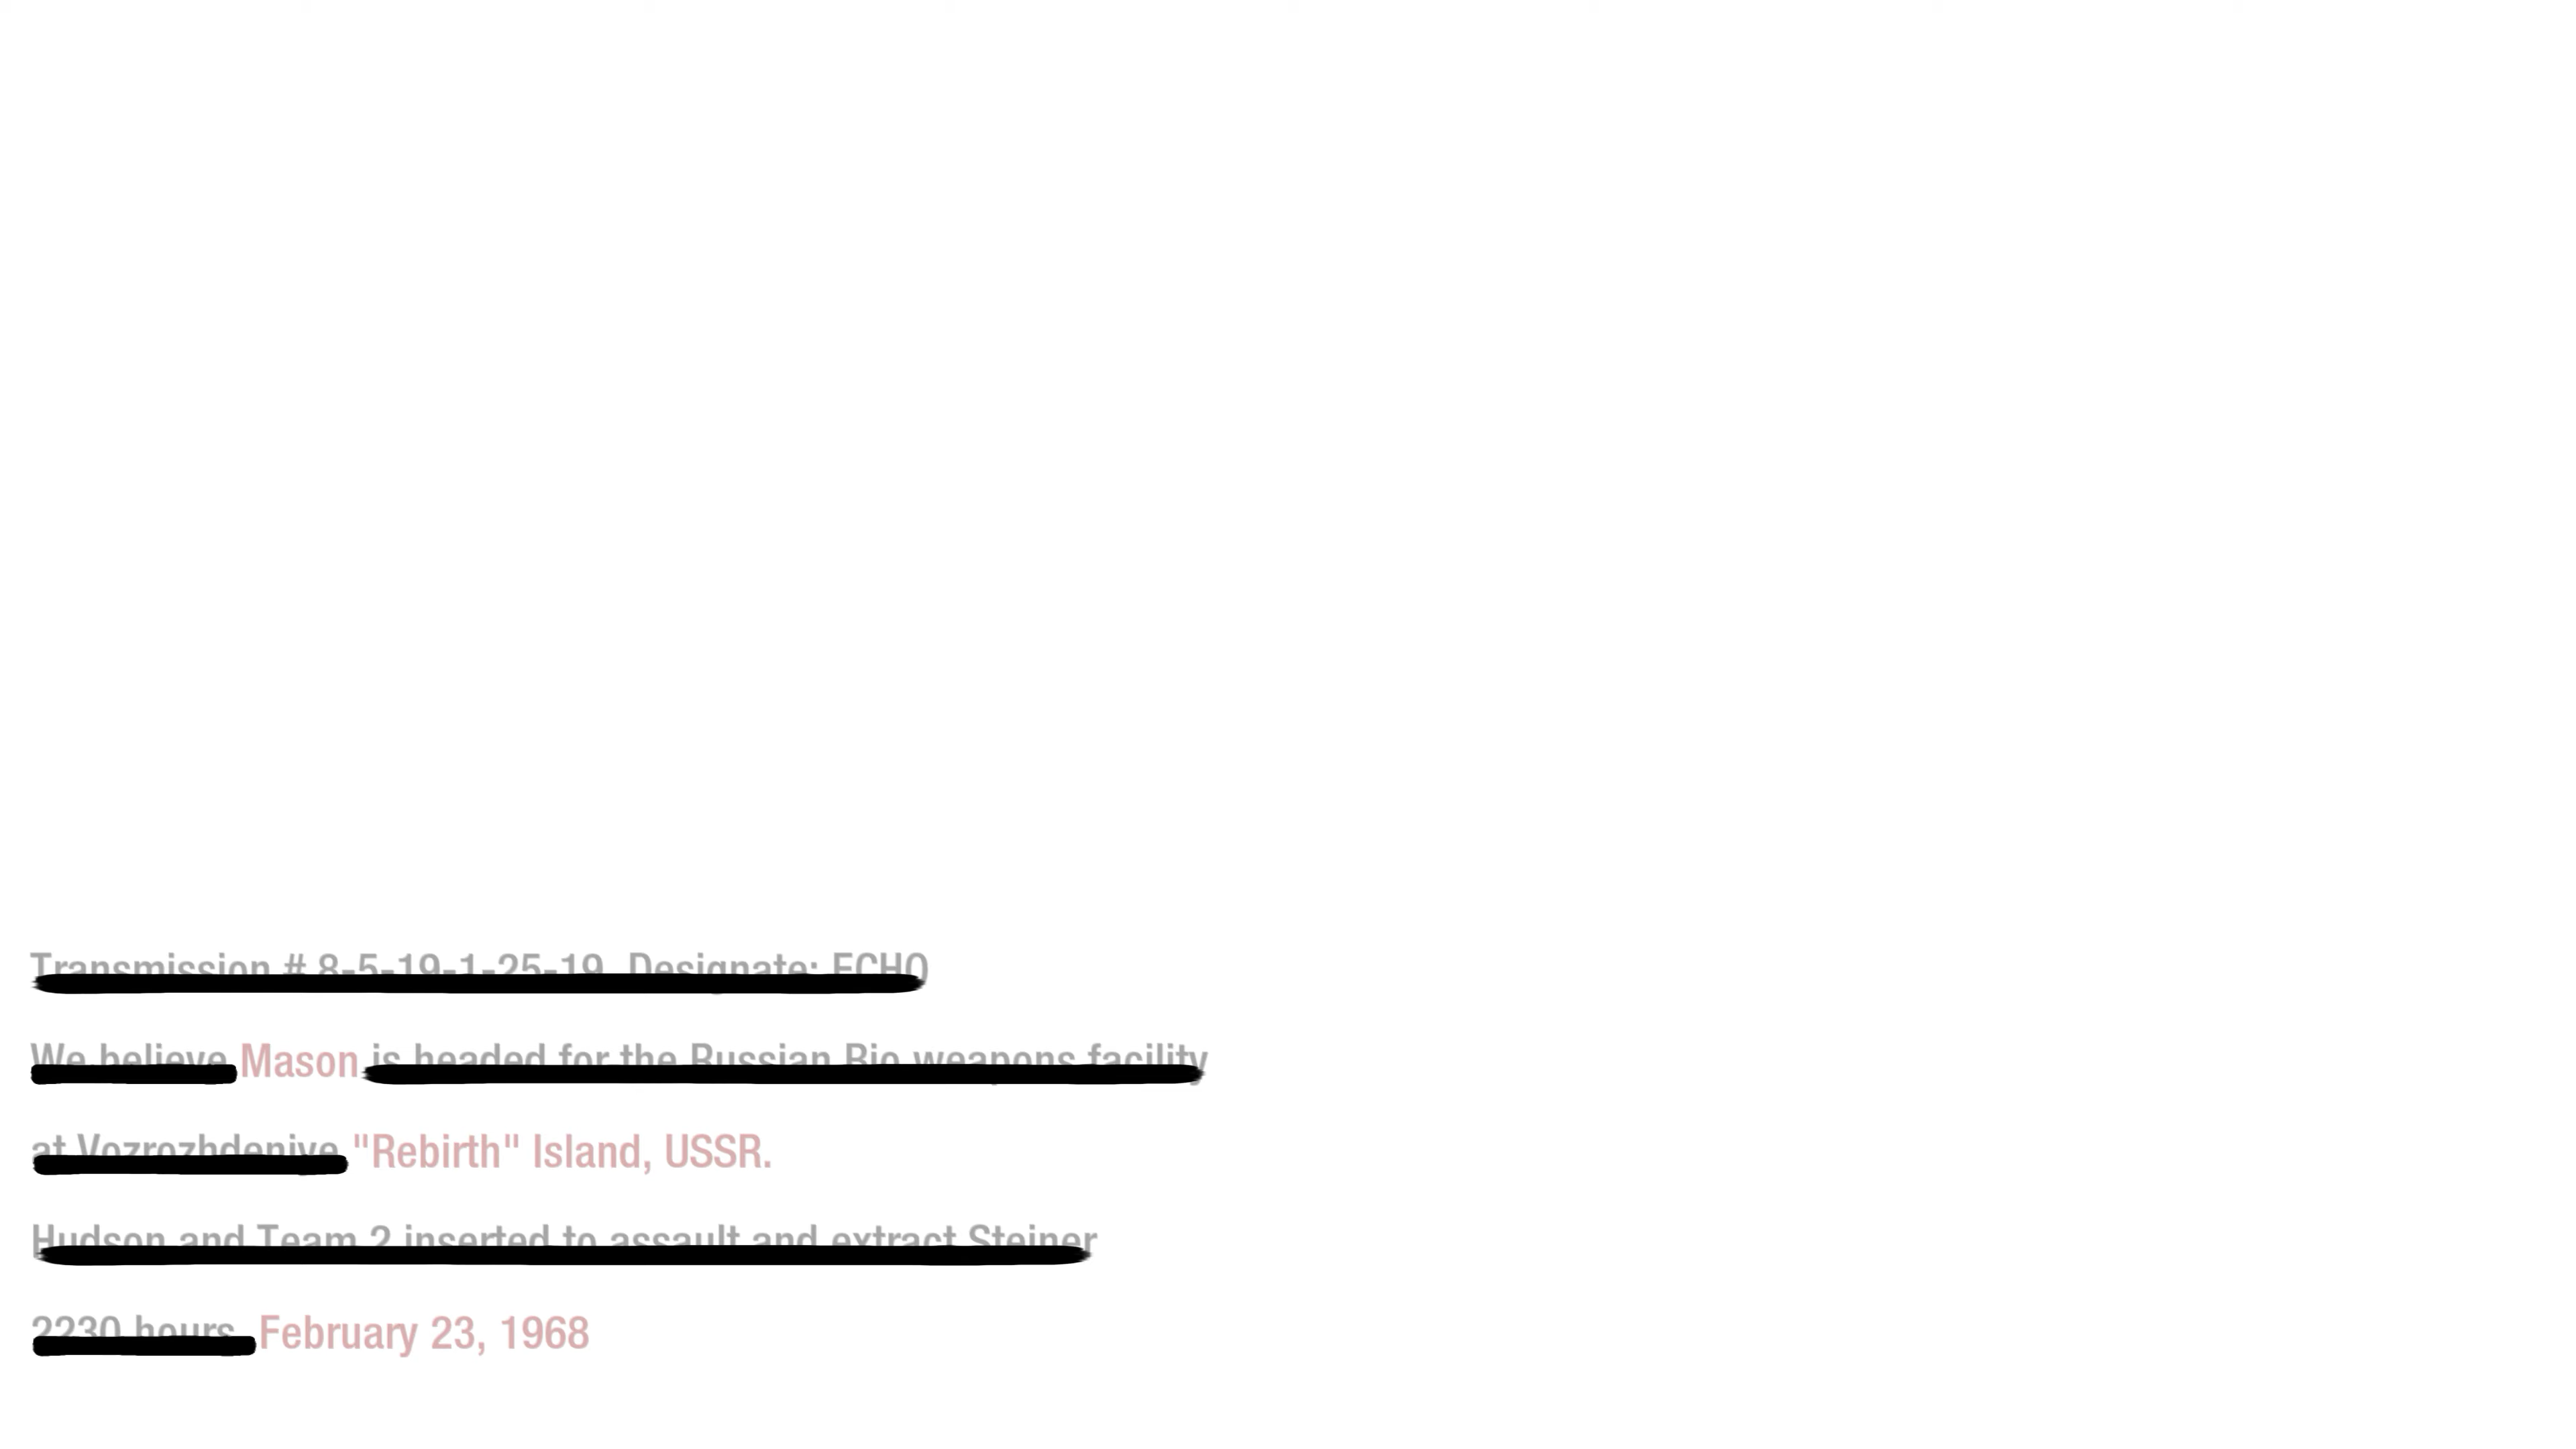 Transmission # 8-5-19-1-25-19, Designate: ECHO
We believe Mason is headed for the Russian Bio weapons facility
at Vozrozhdeniye "Rebirth" Island, USSR.
Hudson and Team 2 inserted to assault and extract Steiner
2230 hours, February 23, 1968